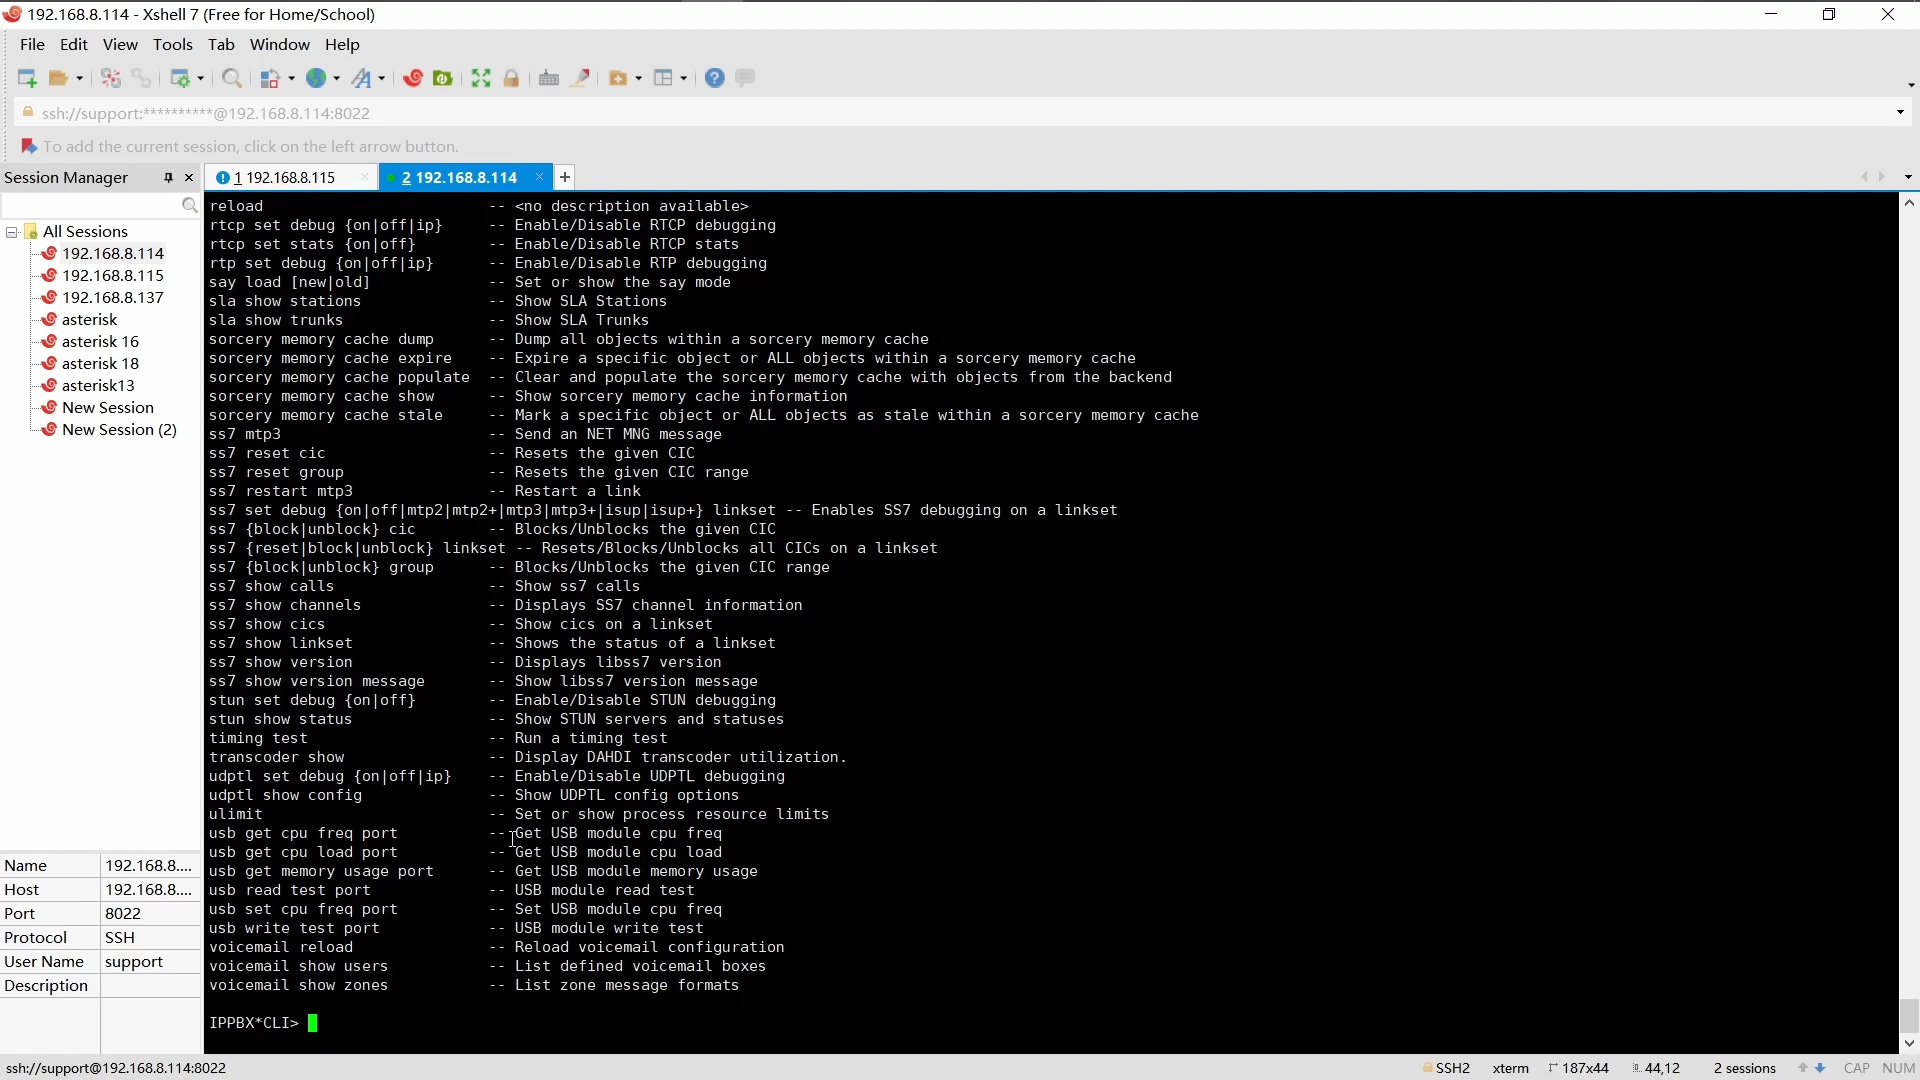 192.168.8.114 - Xshell 7 (Free for Home/School)
File Edit View Tools Tab Window Help
ssh://support:**********@192.168.8.114:8022
To add the current session, click on the left arrow button.
Session Manager
1 192.168.8.115
2 192.168.8.114
All Sessions
192.168.8.114
192.168.8.115
192.168.8.137
asterisk
asterisk 16
asterisk 18
asterisk13
New Session
New Session (2)
Name 192.168.8....
Host 192.168.8....
Port 8022
Protocol SSH
User Name support
Description
reload -- <no description available>
rtcp set debug {on|off|ip} -- Enable/Disable RTCP debugging
rtcp set stats {on|off} -- Enable/Disable RTCP stats
rtp set debug {on|off|ip} -- Enable/Disable RTP debugging
say load [new|old] -- Set or show the say mode
sla show stations -- Show SLA Stations
sla show trunks -- Show SLA Trunks
sorcery memory cache dump -- Dump all objects within a sorcery memory cache
sorcery memory cache expire -- Expire a specific object or ALL objects within a sorcery memory cache
sorcery memory cache populate -- Clear and populate the sorcery memory cache with objects from the backend
sorcery memory cache show -- Show sorcery memory cache information
sorcery memory cache stale -- Mark a specific object or ALL objects as stale within a sorcery memory cache
ss7 mtp3 -- Send an NET MNG message
ss7 reset cic -- Resets the given CIC
ss7 reset group -- Resets the given CIC range
ss7 restart mtp3 -- Restart a link
ss7 set debug {on|off|mtp2|mtp2+|mtp3|mtp3+|isup|isup+} linkset -- Enables SS7 debugging on a linkset
ss7 {block|unblock} cic -- Blocks/Unblocks the given CIC
ss7 {reset|block|unblock} linkset -- Resets/Blocks/Unblocks all CICs on a linkset
ss7 {block|unblock} group -- Blocks/Unblocks the given CIC range
ss7 show calls -- Show ss7 calls
ss7 show channels -- Displays SS7 channel information
ss7 show cics -- Show cics on a linkset
ss7 show linkset -- Shows the status of a linkset
ss7 show version -- Displays libss7 version
ss7 show version message -- Show libss7 version message
stun set debug {on|off} -- Enable/Disable STUN debugging
stun show status -- Show STUN servers and statuses
timing test -- Run a timing test
transcoder show -- Display DAHDI transcoder utilization.
udptl set debug {on|off|ip} -- Enable/Disable UDPTL debugging
udptl show config -- Show UDPTL config options
ulimit -- Set or show process resource limits
usb get cpu freq port -- Get USB module cpu freq
usb get cpu load port -- Get USB module cpu load
usb get memory usage port -- Get USB module memory usage
usb read test port -- USB module read test
usb set cpu freq port -- Set USB module cpu freq
usb write test port -- USB module write test
voicemail reload -- Reload voicemail configuration
voicemail show users -- List defined voicemail boxes
voicemail show zones -- List zone message formats
IPPBX*CLI>
ssh://support@192.168.8.114:8022 SSH2 xterm 187x44 44,12 2 sessions CAP NUM